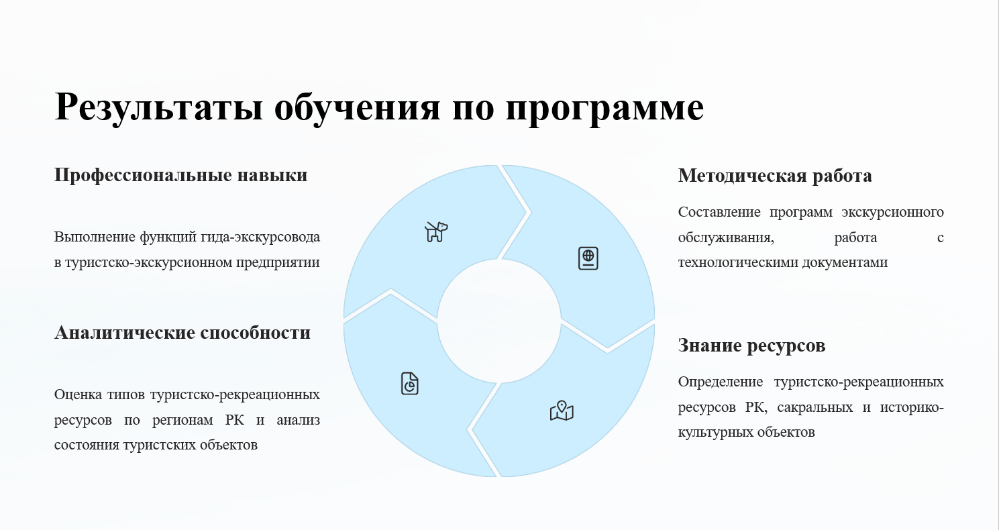 Результаты обучения по программе
Профессиональные навыки
Выполнение функций гида-экскурсовода
в туристско-экскурсионном предприятии
Методическая работа
Составление программ экскурсионного
обслуживания, работа с
технологическими документами
Аналитические способности
Оценка типов туристско-рекреационных
ресурсов по регионам РК и анализ
состояния туристских объектов
Знание ресурсов
Определение туристско-рекреационных
ресурсов РК, сакральных и историко-
культурных объектов